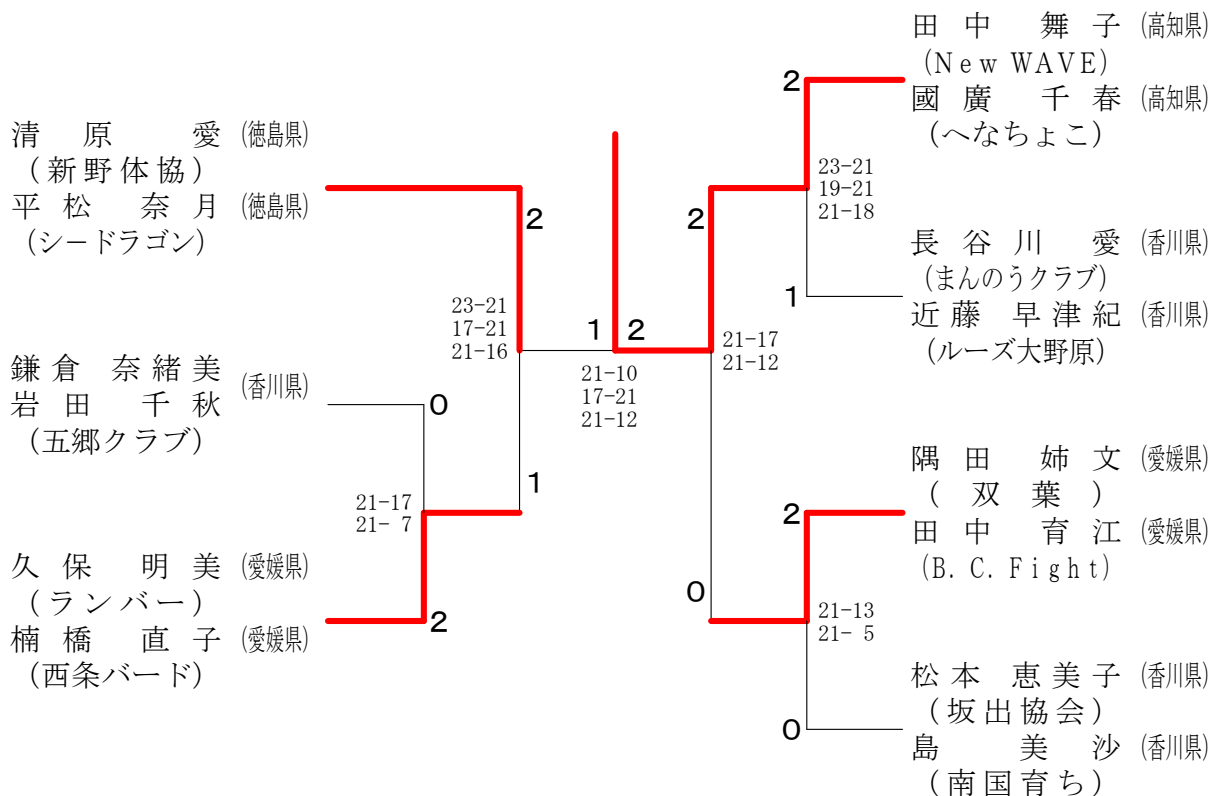 清原 愛 (徳島県)
(新野体協)
平松 奈月 (徳島県)
(シードラゴン)
2
23-21
17-21
21-16
鎌倉 奈緒美
岩田 千秋
(香川県)
(五郷クラブ)
0
21-17
21- 7
1
久保 明美 (愛媛県)
(ランバー)
楠橋 直子 (愛媛県)
(西条バード)
2
1
2
21-10
17-21
21-12
田中 舞子 (高知県)
(New WAVE)
國廣 千春 (高知県)
(へなちょこ)
2
23-21
19-21
21-18
2
長谷川 愛 (香川県)
(まんのうクラブ)
近藤 早津紀 (香川県)
(ルーズ大野原)
1
21-17
21-12
隅田 姉文 (愛媛県)
(双葉)
田中 育江 (愛媛県)
(B.C.Fight)
2
0
21-13
21- 5
松本 恵美子 (香川県)
(坂出協会)
島 美沙 (香川県)
(南国育ち)
0